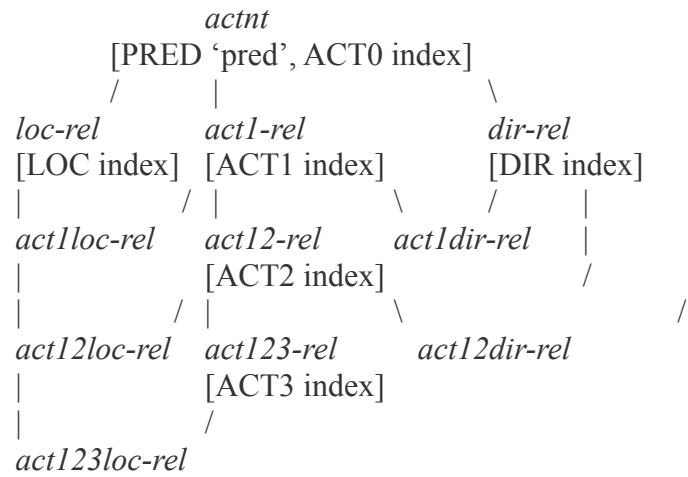 actnt
[PRED ‘pred’, ACT0 index]
/ | \
loc-rel act1-rel dir-rel
[LOC index] [ACT1 index] [DIR index]
| / | \ / |
act1loc-rel act12-rel act1dir-rel |
| [ACT2 index] /
| / | \ /
act12loc-rel act123-rel act12dir-rel
| [ACT3 index]
| /
act123loc-rel